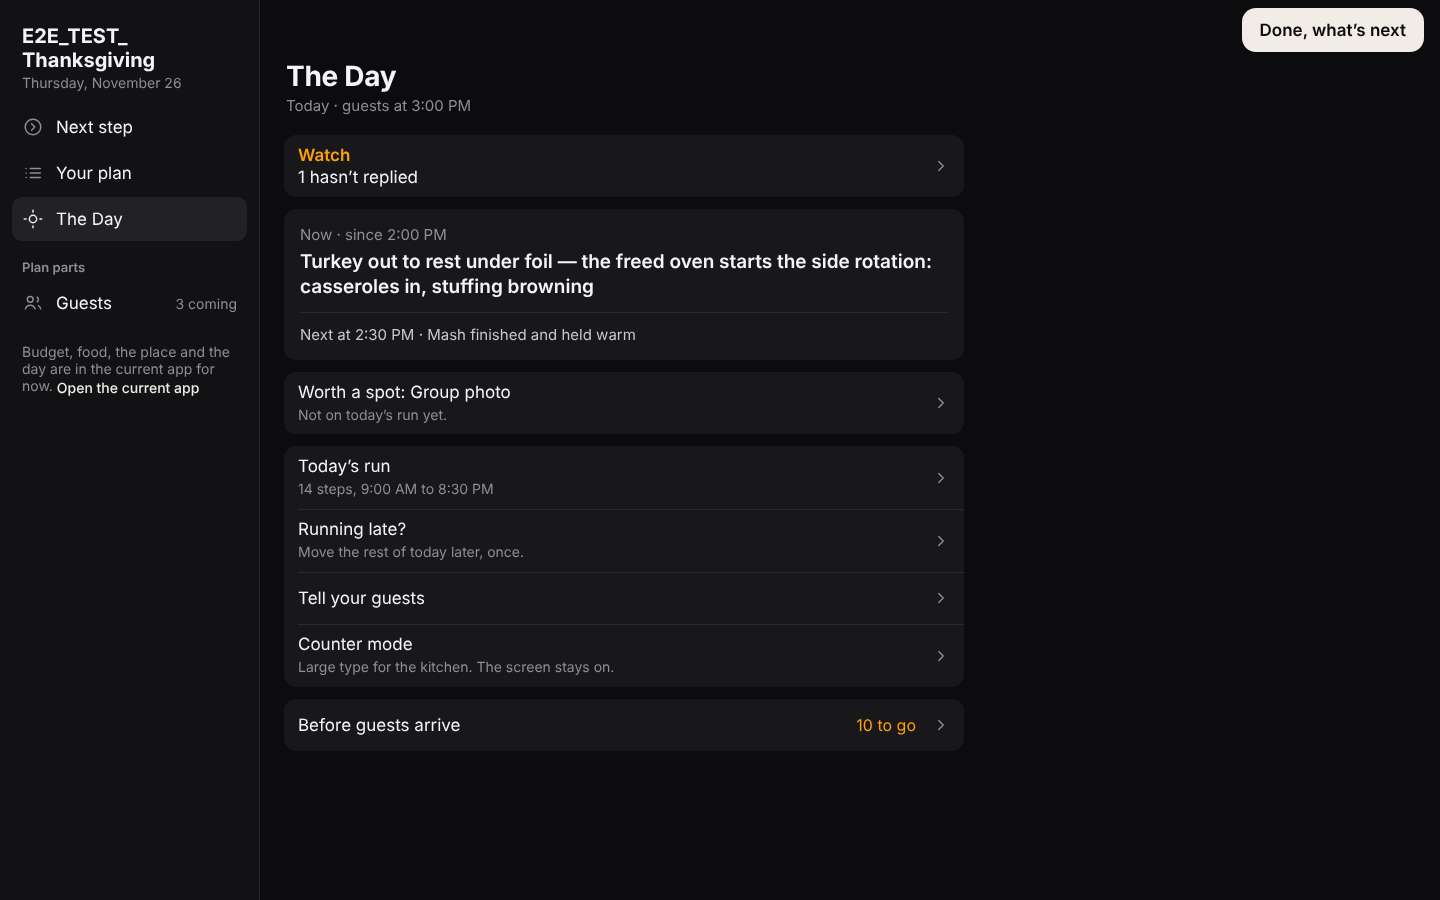 E2E_TEST_
Thanksgiving
Thursday, November 26
Next step
Your plan
The Day
Plan parts
Guests 3 coming
Budget, food, the place and the
day are in the current app for
now. Open the current app
Done, what’s next
The Day
Today · guests at 3:00 PM
Watch
1 hasn’t replied
Now · since 2:00 PM
Turkey out to rest under foil — the freed oven starts the side rotation:
casseroles in, stuffing browning
Next at 2:30 PM · Mash finished and held warm
Worth a spot: Group photo
Not on today’s run yet.
Today’s run
14 steps, 9:00 AM to 8:30 PM
Running late?
Move the rest of today later, once.
Tell your guests
Counter mode
Large type for the kitchen. The screen stays on.
Before guests arrive 10 to go